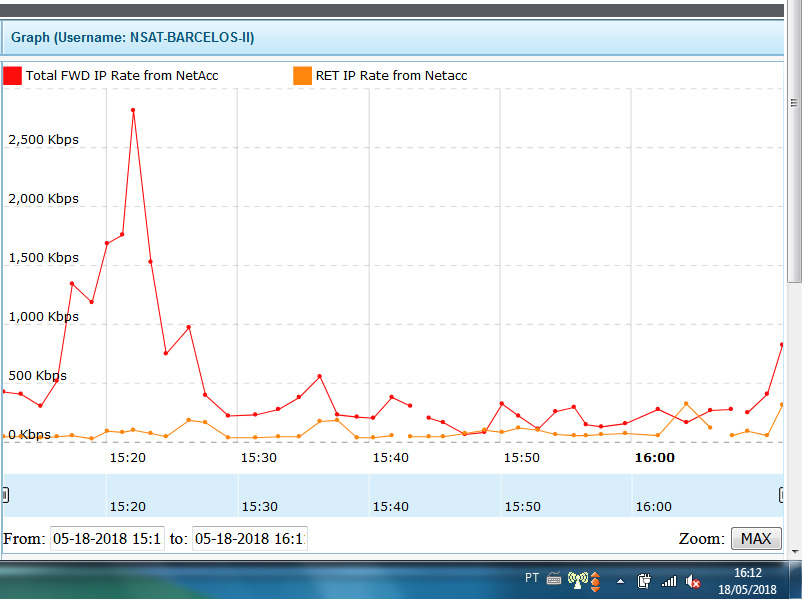 Graph (Username: NSAT-BARCELOS-II)
Total FWD IP Rate from NetAcc RET IP Rate from Netacc
2,500 Kbps
2,000 Kbps
1,500 Kbps
1,000 Kbps
500 Kbps
0 Kbps
15:20 15:30 15:40 15:50 16:00
15:20 15:30 15:40 15:50 16:00
From: 05-18-2018 15:1 to: 05-18-2018 16:1 Zoom: MAX
PT 16:12
18/05/2018